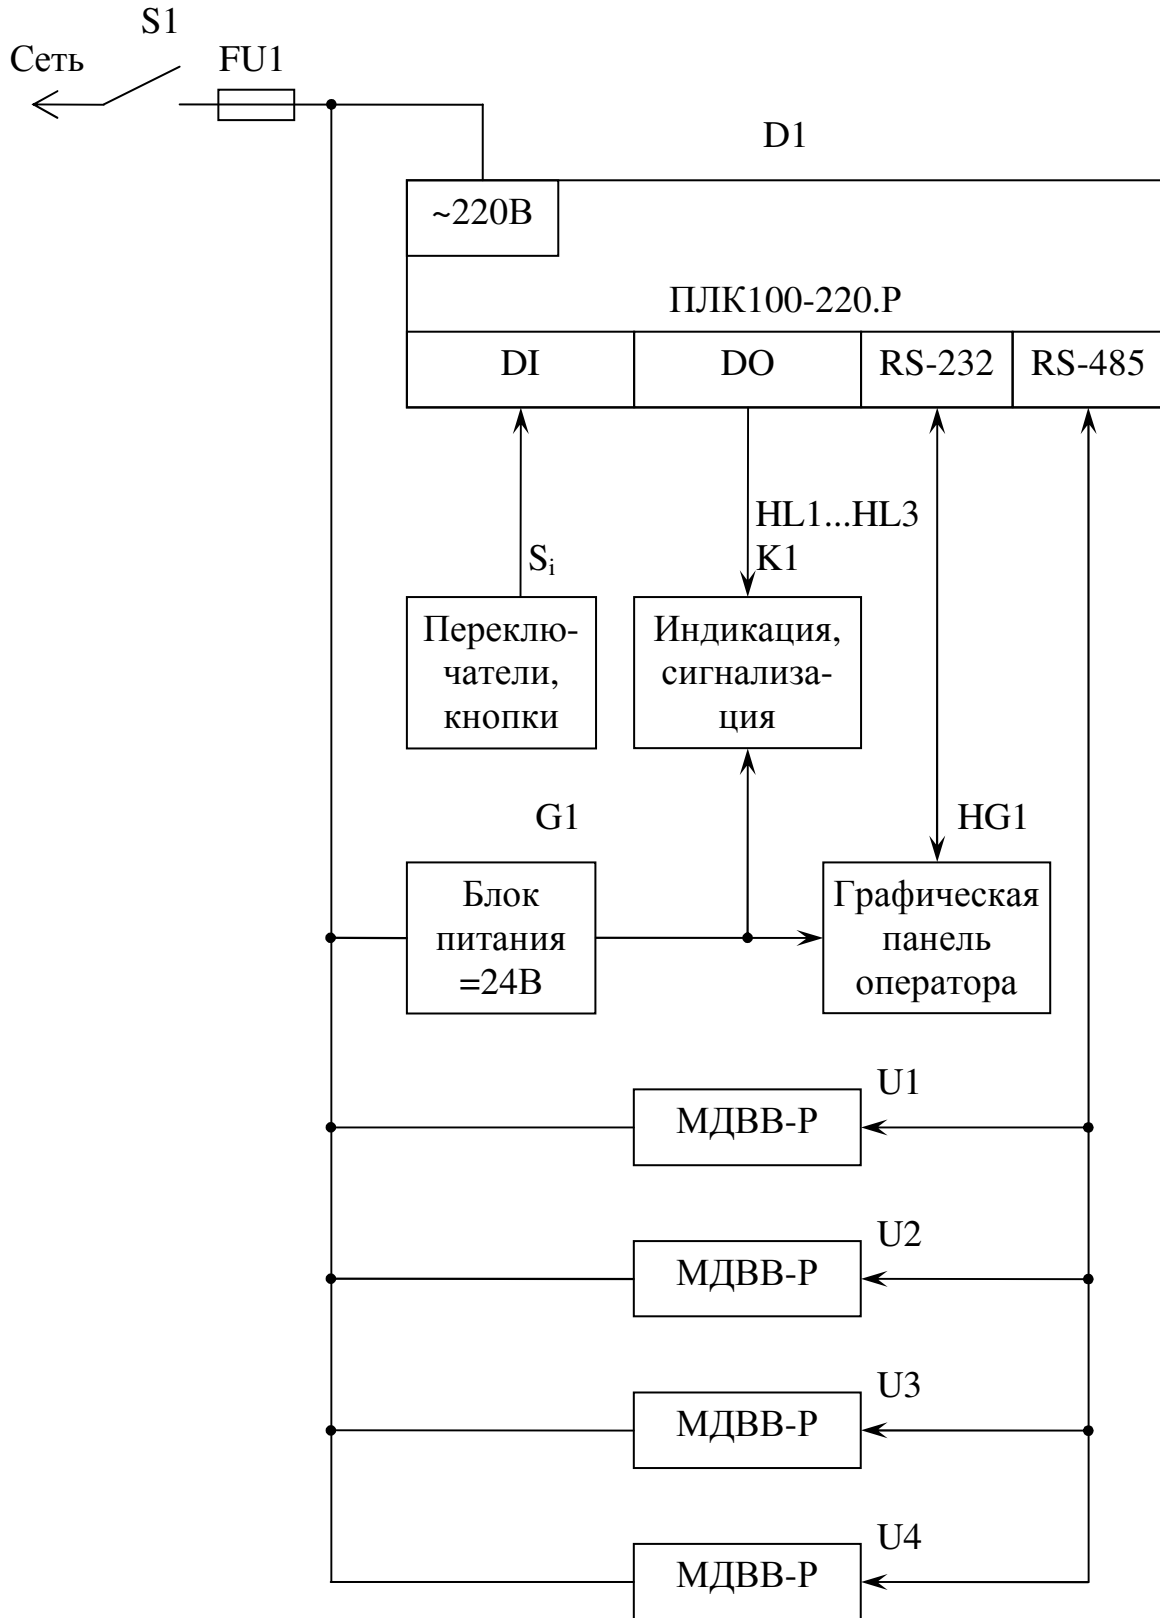 S1
Сеть
FU1
D1
~220В
ПЛК100-220.Р
DI
DO
RS-232
RS-485
HL1...HL3
K1
Si
Переклю-
чатели,
кнопки
Индикация,
сигнализа-
ция
G1
HG1
Блок
питания
=24В
Графическая
панель
оператора
U1
МДВВ-Р
U2
МДВВ-Р
U3
МДВВ-Р
U4
МДВВ-Р